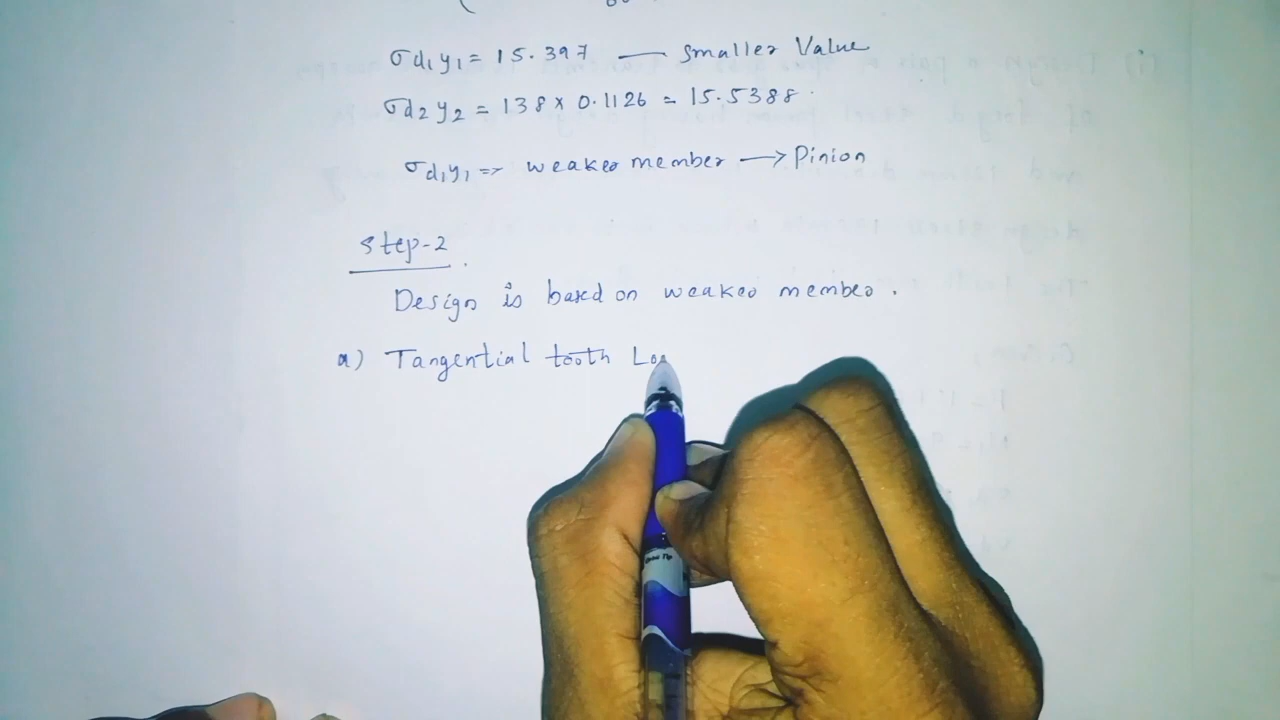 σd1y1 = 15.397 — Smaller Value
σd2y2 = 138 x 0.1126 = 15.5388
σd1y1 => weaker member → Pinion
Step-2
Design is based on weaker member.
a) Tangential tooth Loa